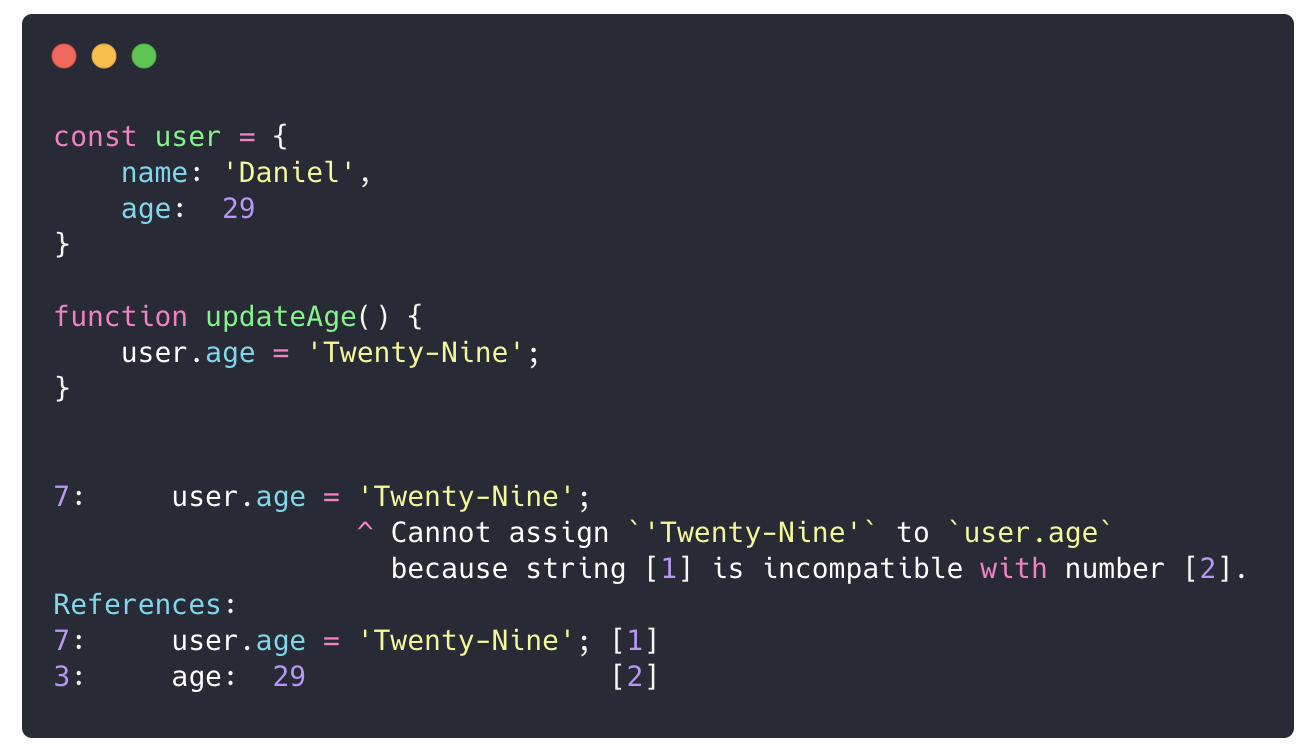 const user = {
    name: 'Daniel',
    age:  29
}

function updateAge() {
    user.age = 'Twenty-Nine';
}


7:     user.age = 'Twenty-Nine';
                  ^ Cannot assign `'Twenty-Nine'` to `user.age`
                    because string [1] is incompatible with number [2].
References:
7:     user.age = 'Twenty-Nine'; [1]
3:     age:  29                  [2]